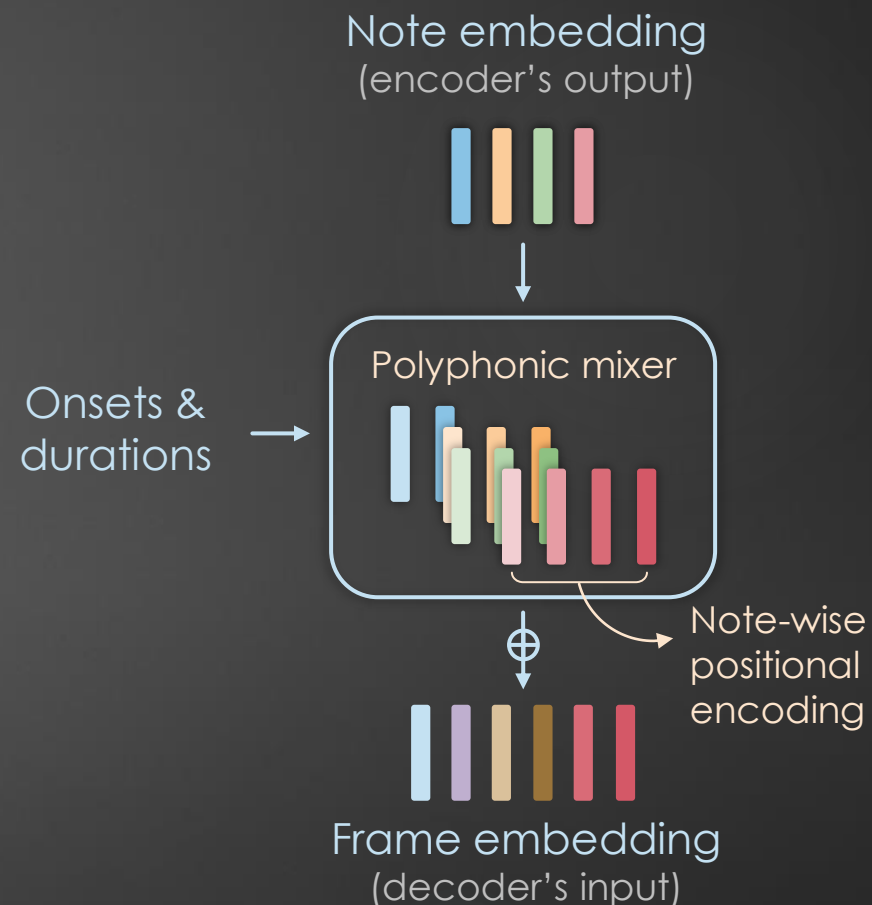 Note embedding
(encoder's output)
Polyphonic mixer
Onsets &
durations
Note-wise
positional
encoding
Frame embedding
(decoder's input)